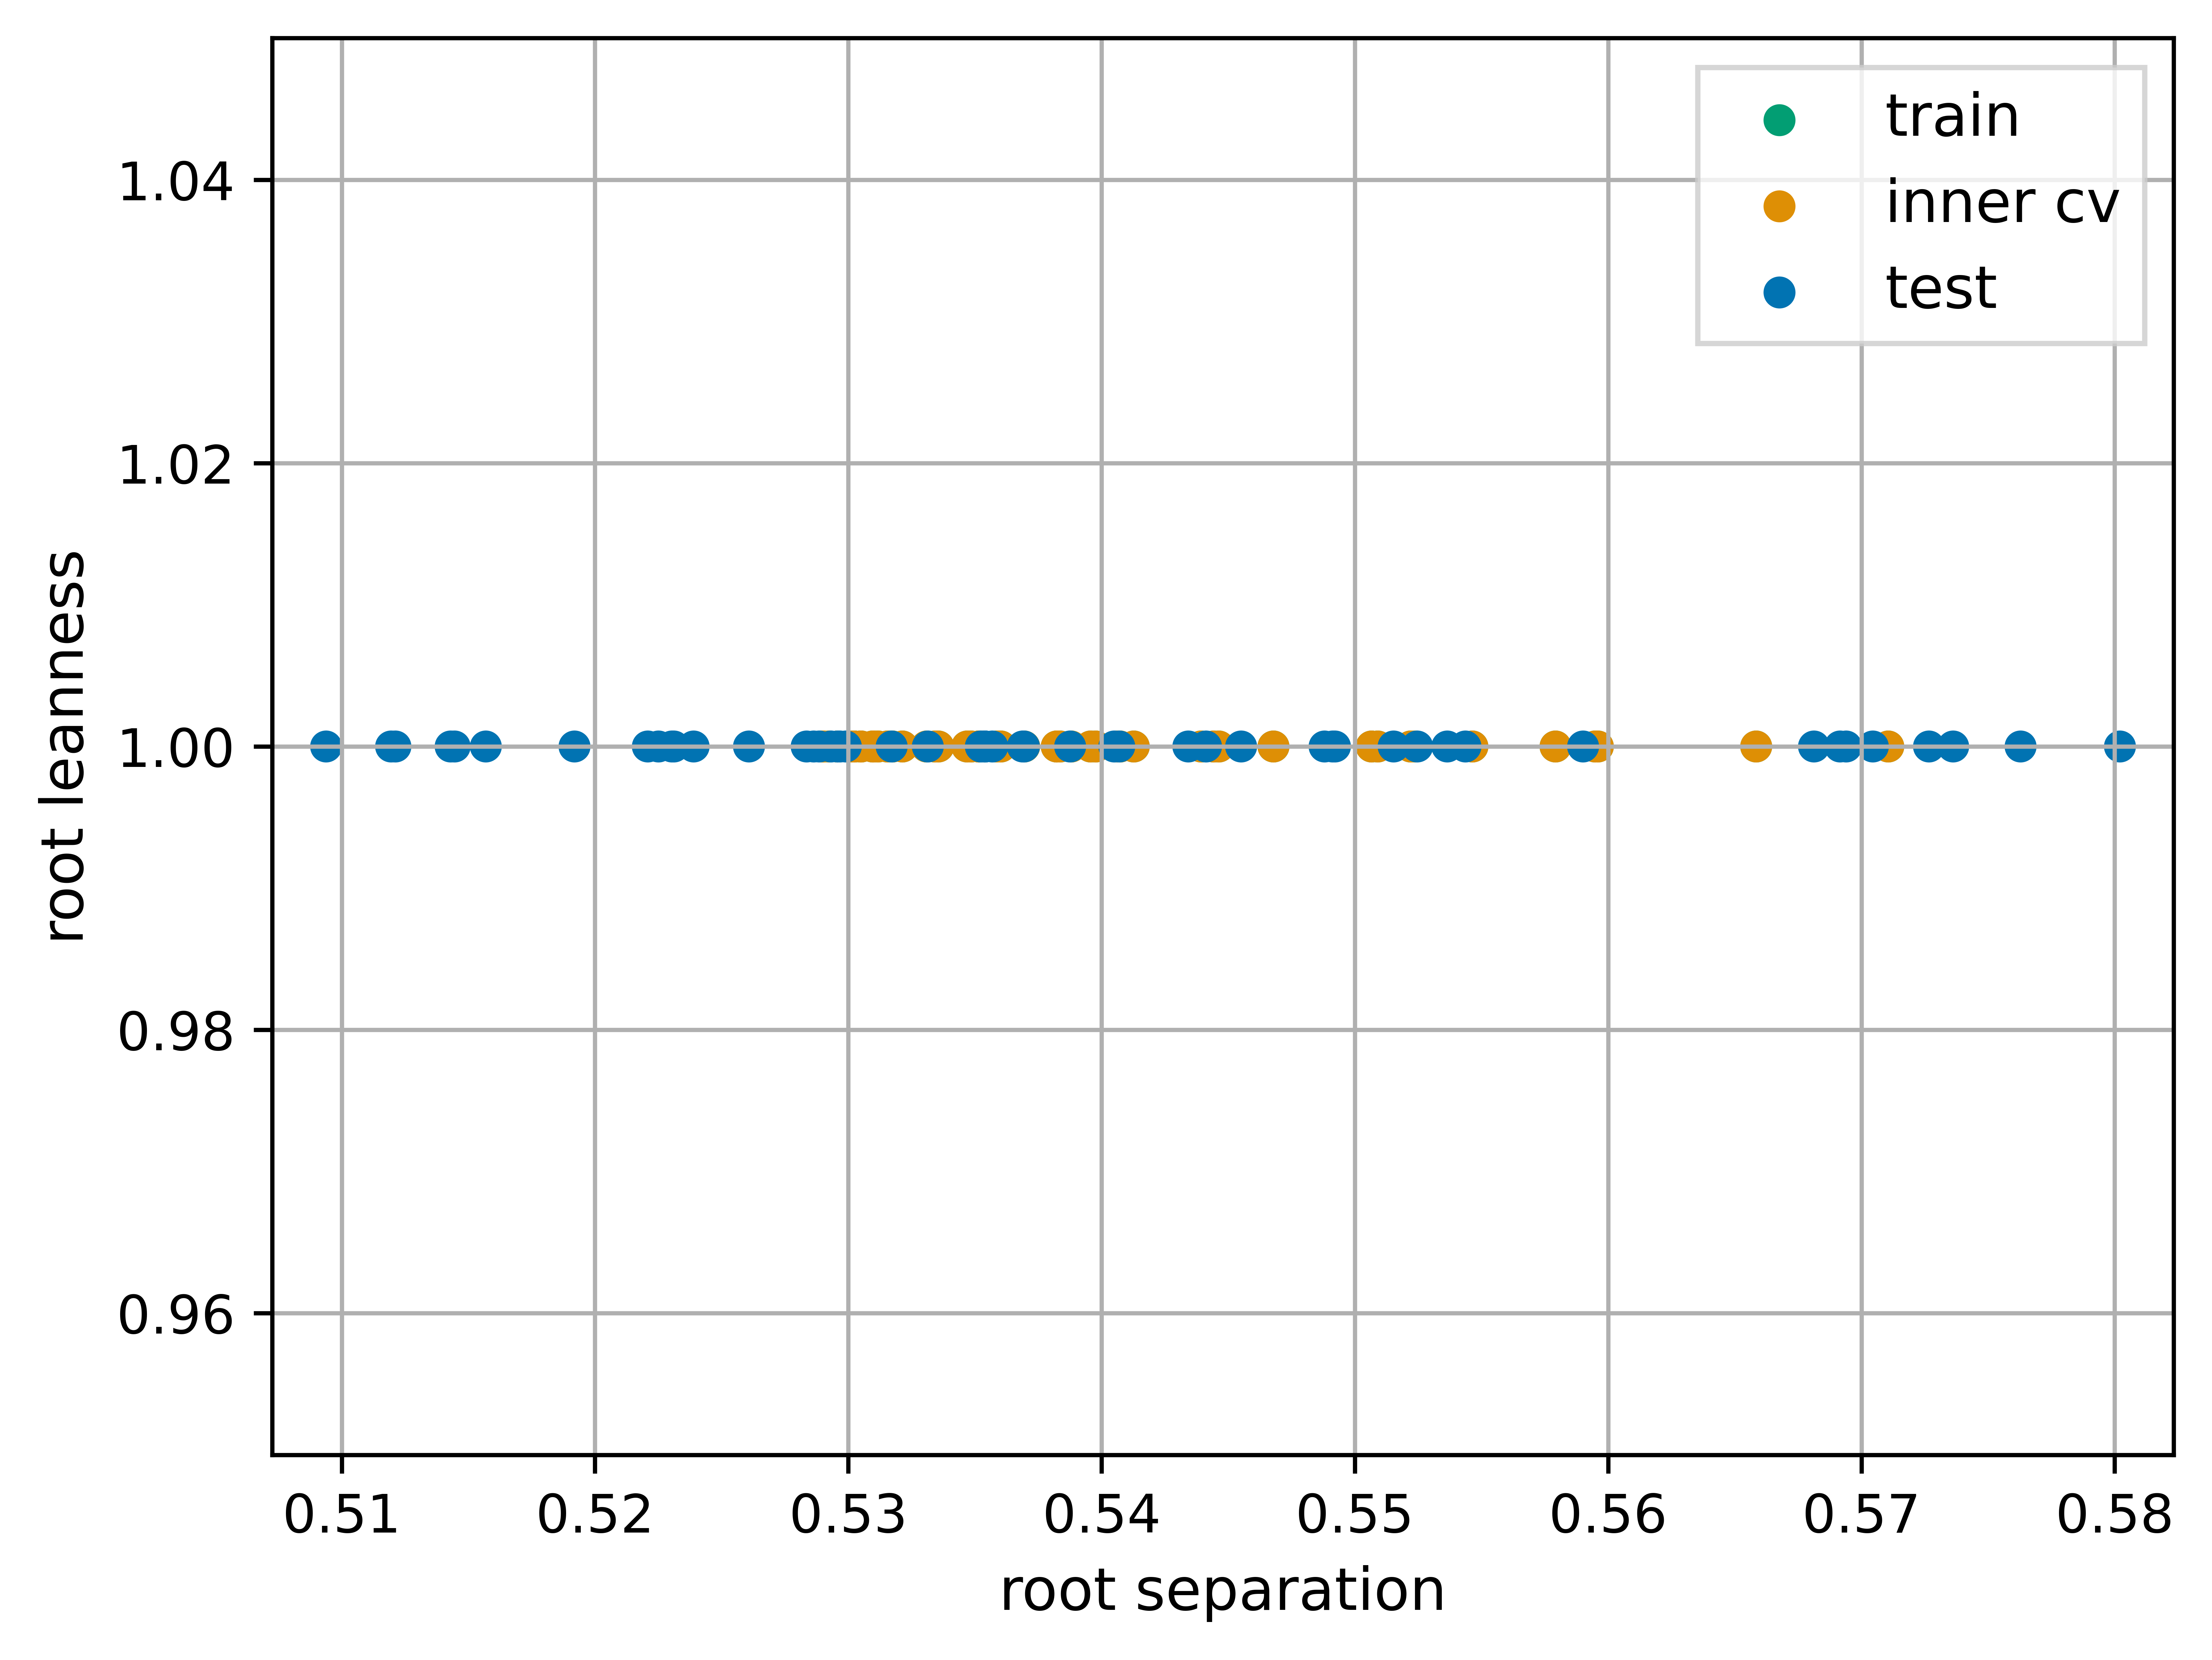 train
inner cv
test
1.04
1.02
1.00
0.98
0.96
root leanness
0.51 0.52 0.53 0.54 0.55 0.56 0.57 0.58
root separation